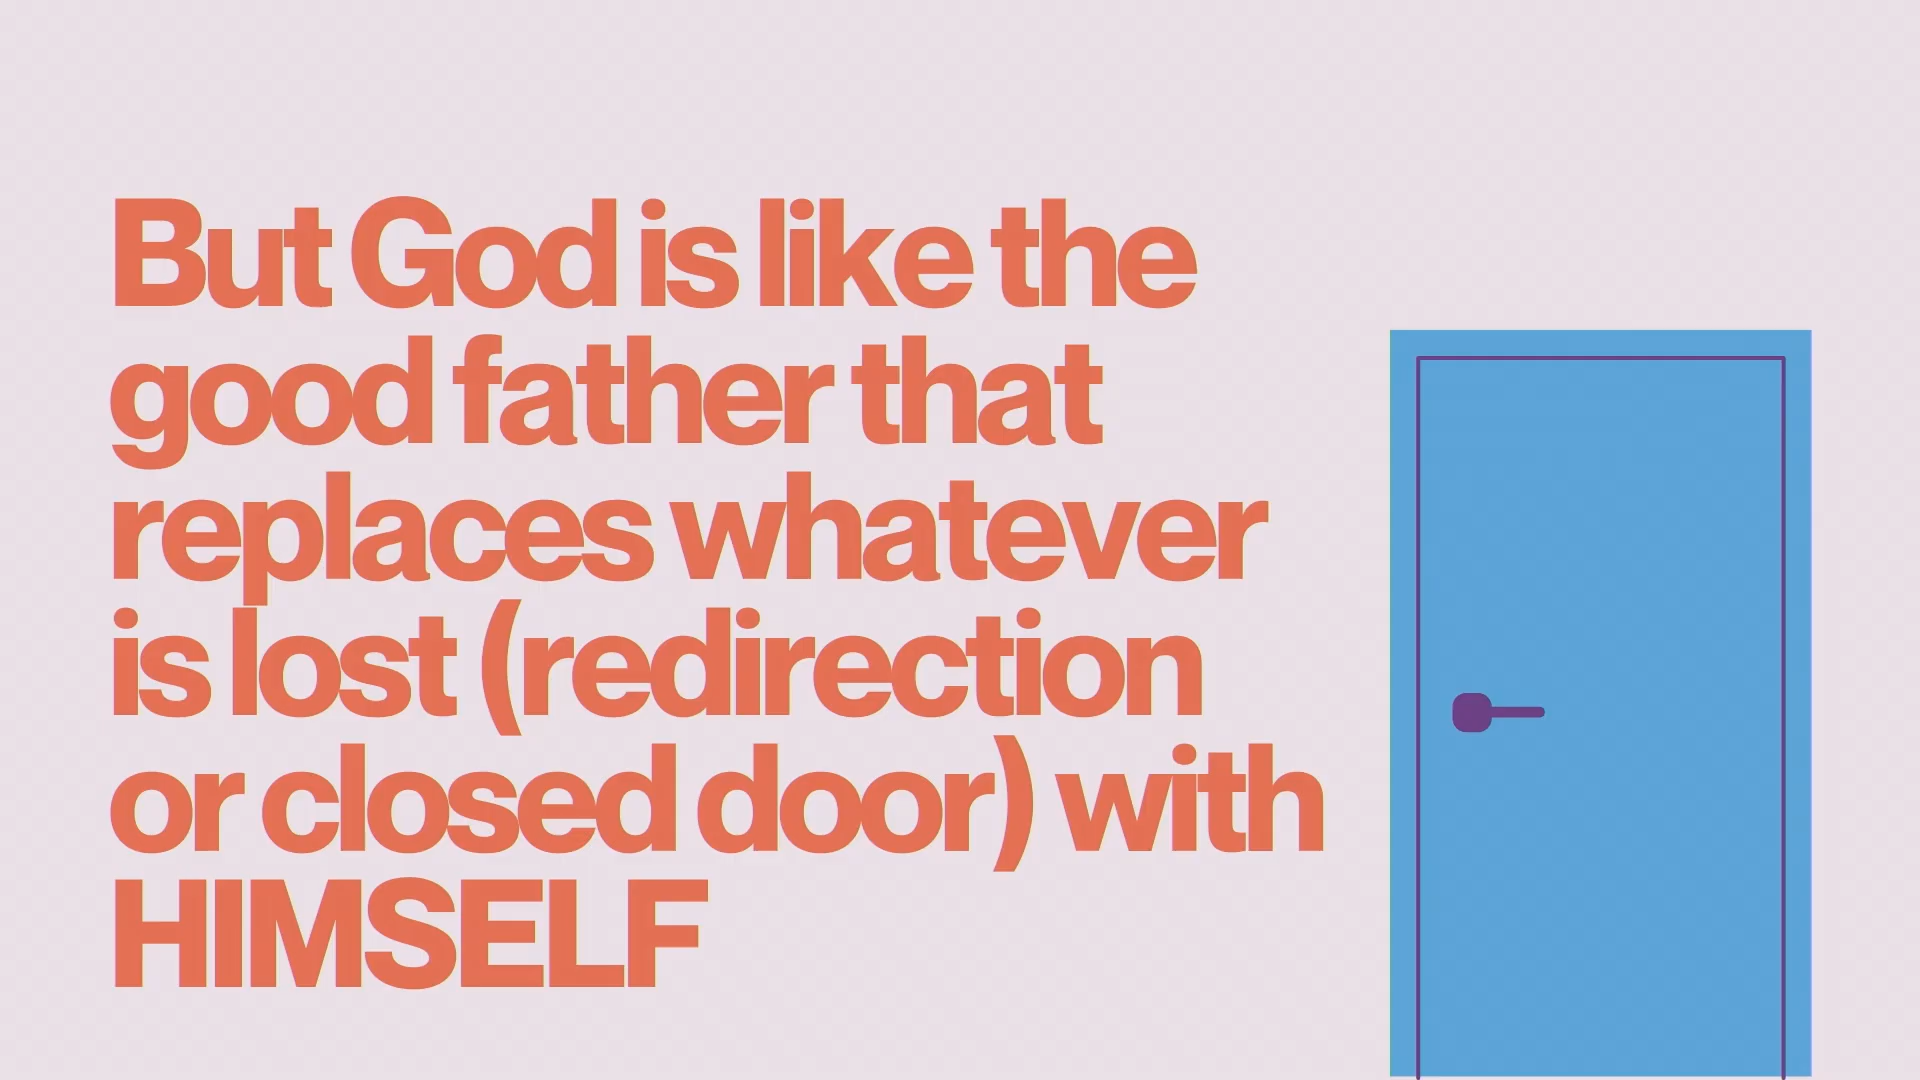 But God is like the
good father that
replaces whatever
is lost (redirection
or closed door) with
HIMSELF